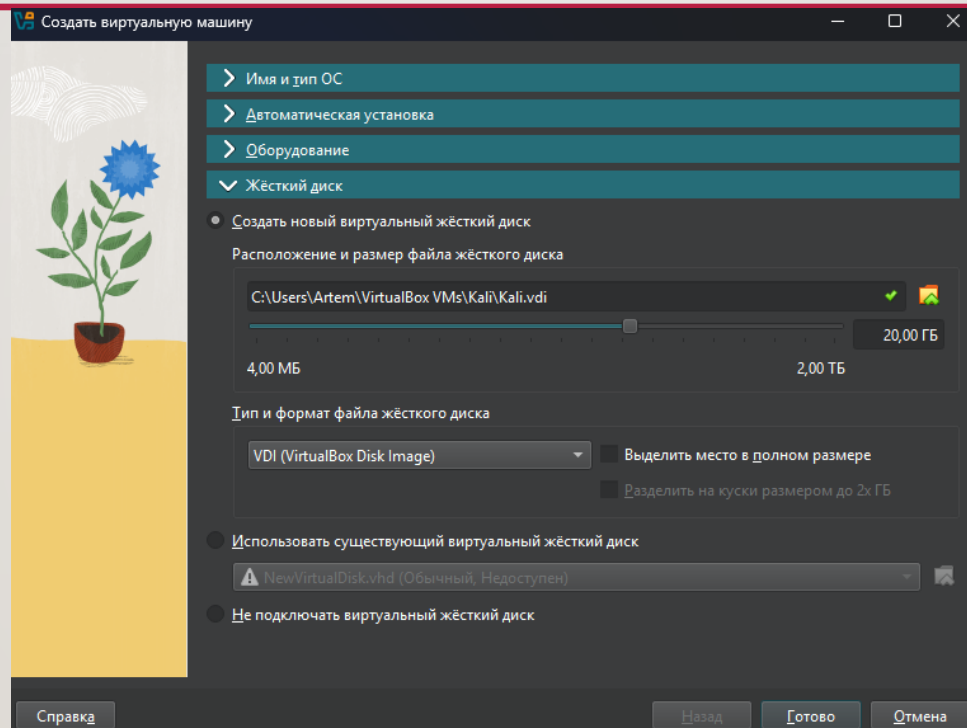 Создать виртуальную машину
Имя и тип ОС
Автоматическая установка
Оборудование
Жёсткий диск
Создать новый виртуальный жёсткий диск
Расположение и размер файла жёсткого диска
C:\Users\Artem\VirtualBox VMs\Kali\Kali.vdi
20,00 ГБ
4,00 МБ 2,00 ТБ
Тип и формат файла жёсткого диска
VDI (VirtualBox Disk Image) Выделить место в полном размере
Разделить на куски размером до 2х ГБ
Использовать существующий виртуальный жёсткий диск
NewVirtualDisk.vhd (Обычный, Недоступен)
Не подключать виртуальный жёсткий диск
Справка Назад Готово Отмена